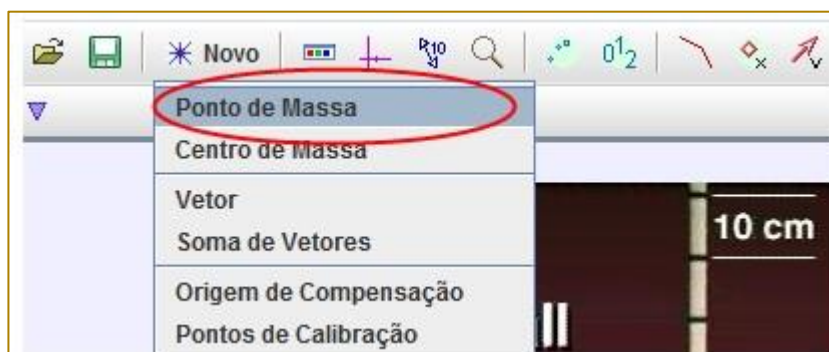 Novo
Ponto de Massa
Centro de Massa
Vetor
Soma de Vetores
10 cm
Origem de Compensação
Pontos de Calibração